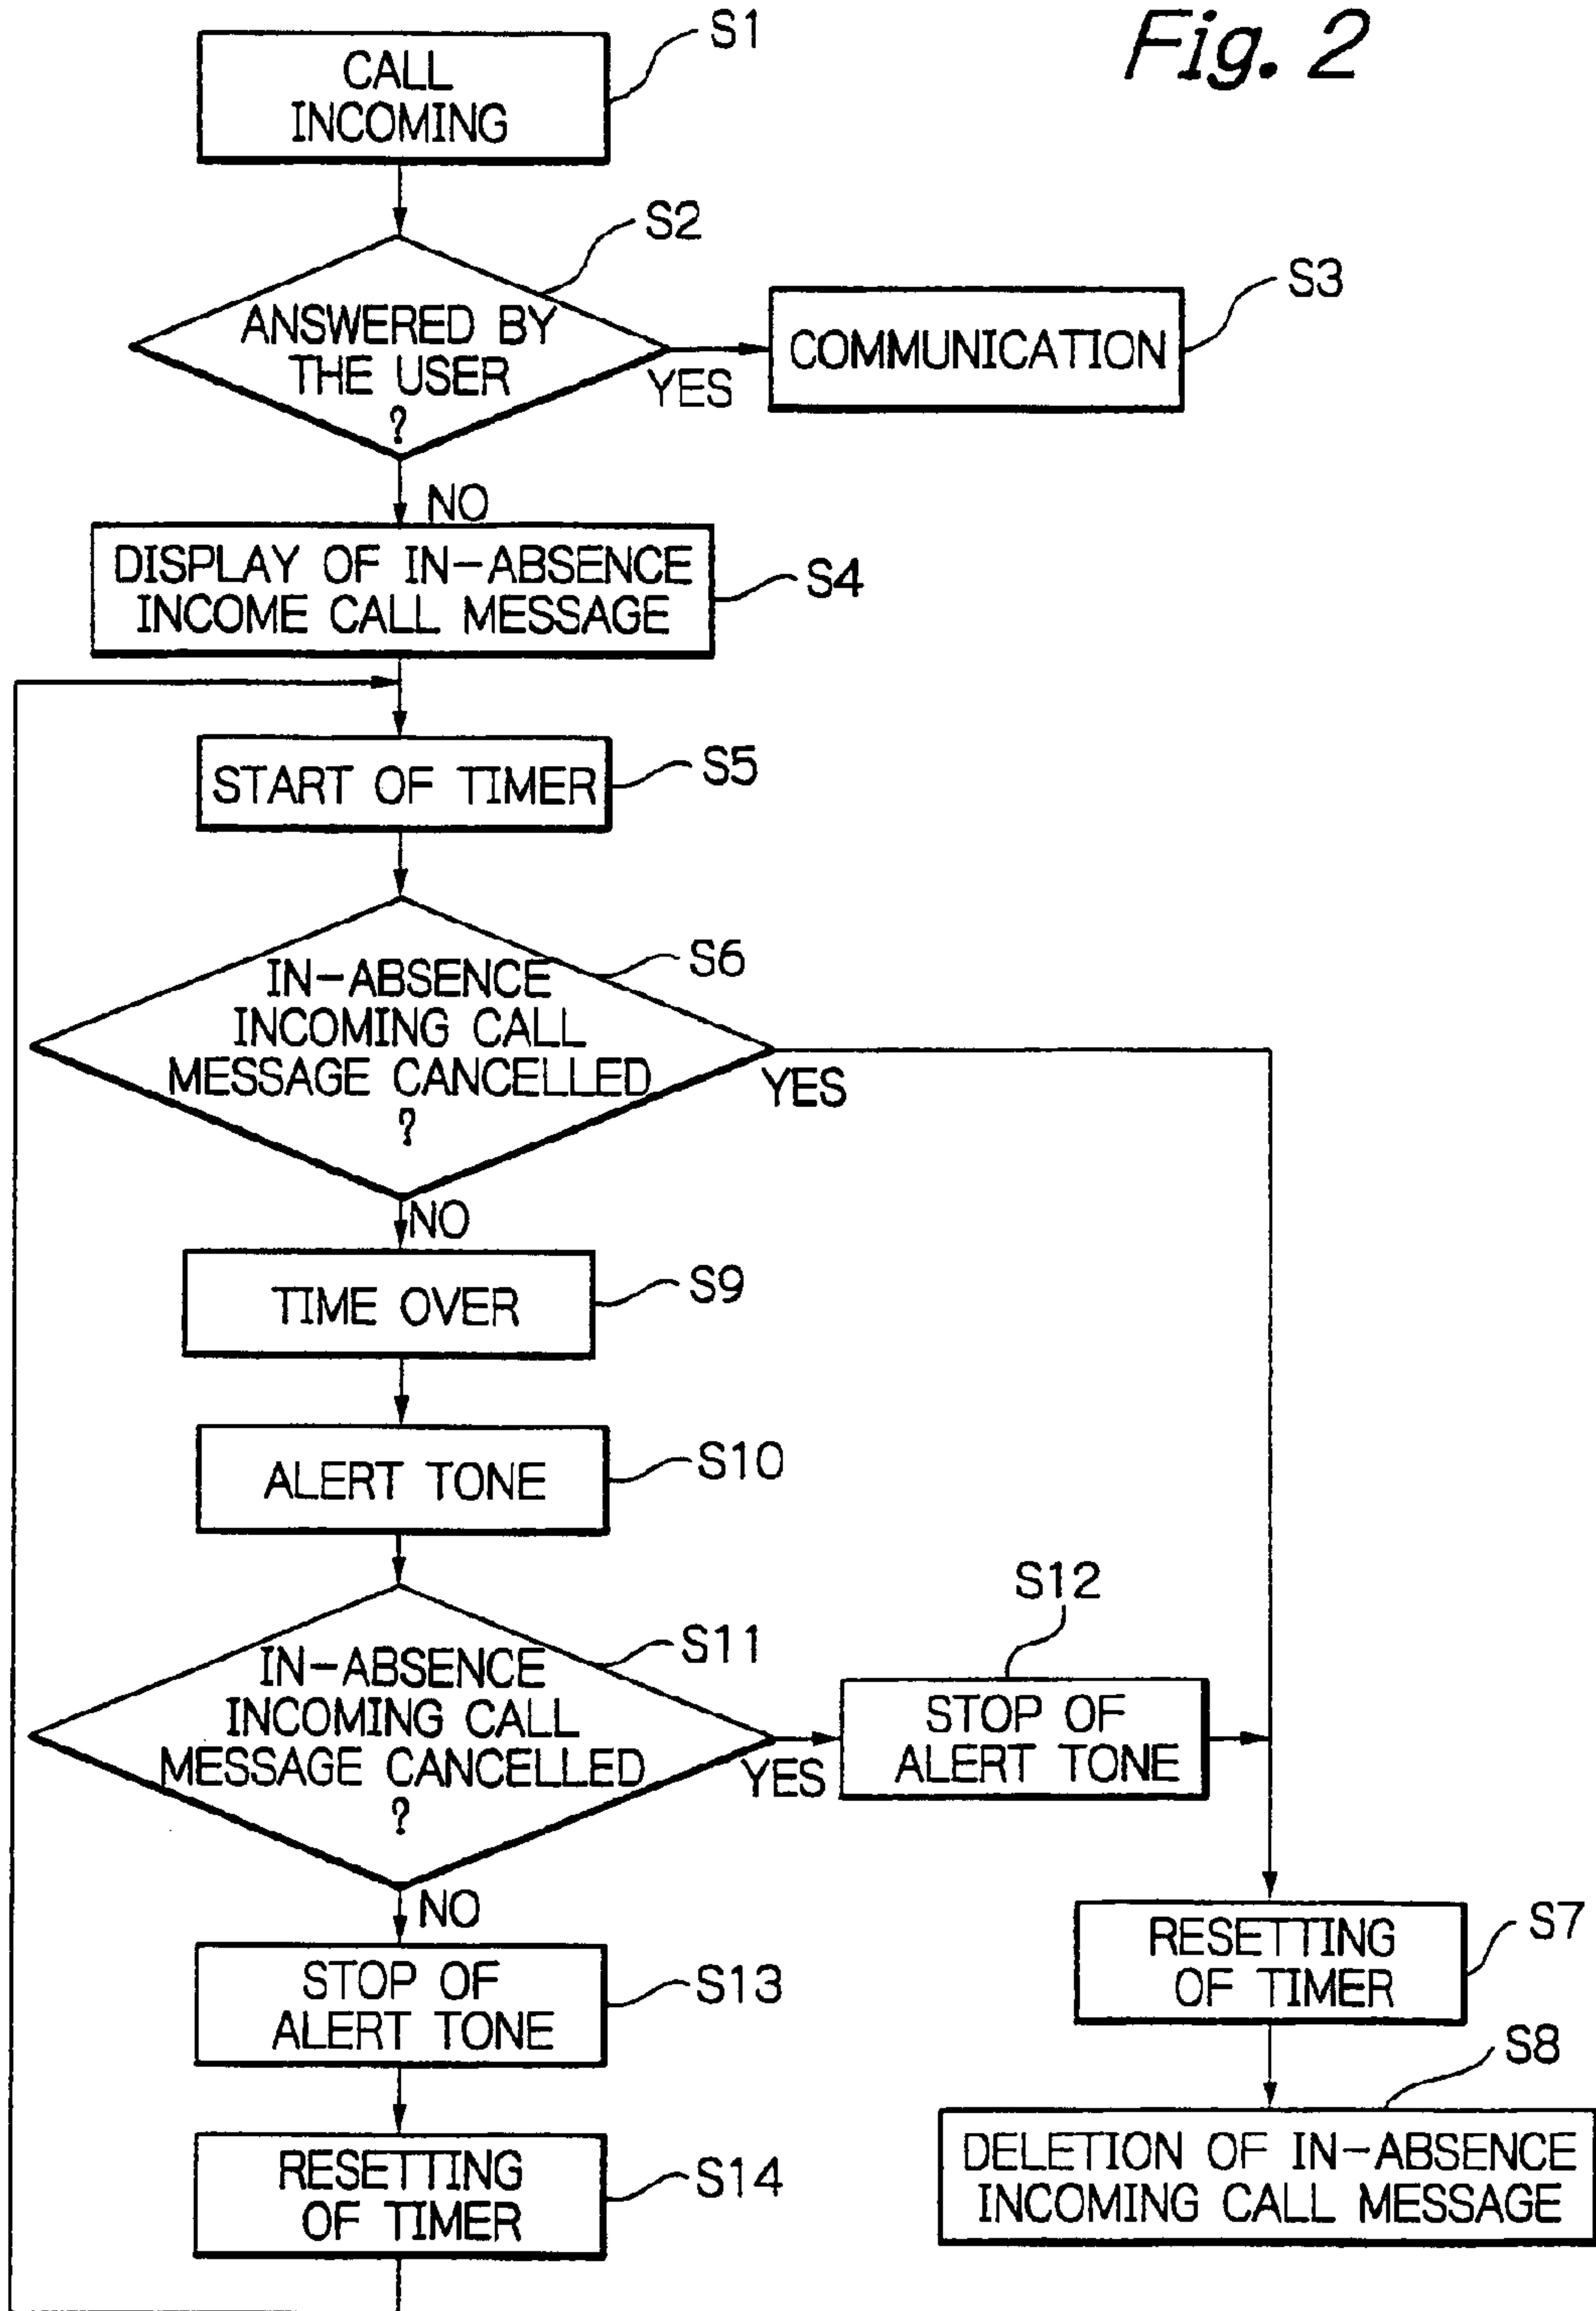 Fig. 2
S1
CALL
INCOMING
S2
ANSWERED BY
THE USER
?
YES
S3
COMMUNICATION
NO
DISPLAY OF IN-ABSENCE
INCOME CALL MESSAGE
S4
START OF TIMER
S5
IN-ABSENCE
INCOMING CALL
MESSAGE CANCELLED
?
S6
YES
NO
TIME OVER
S9
ALERT TONE
S10
IN-ABSENCE
INCOMING CALL
MESSAGE CANCELLED
?
S11
YES
S12
STOP OF
ALERT TONE
NO
STOP OF
ALERT TONE
S13
RESETTING
OF TIMER
S7
RESETTING
OF TIMER
S14
S8
DELETION OF IN-ABSENCE
INCOMING CALL MESSAGE